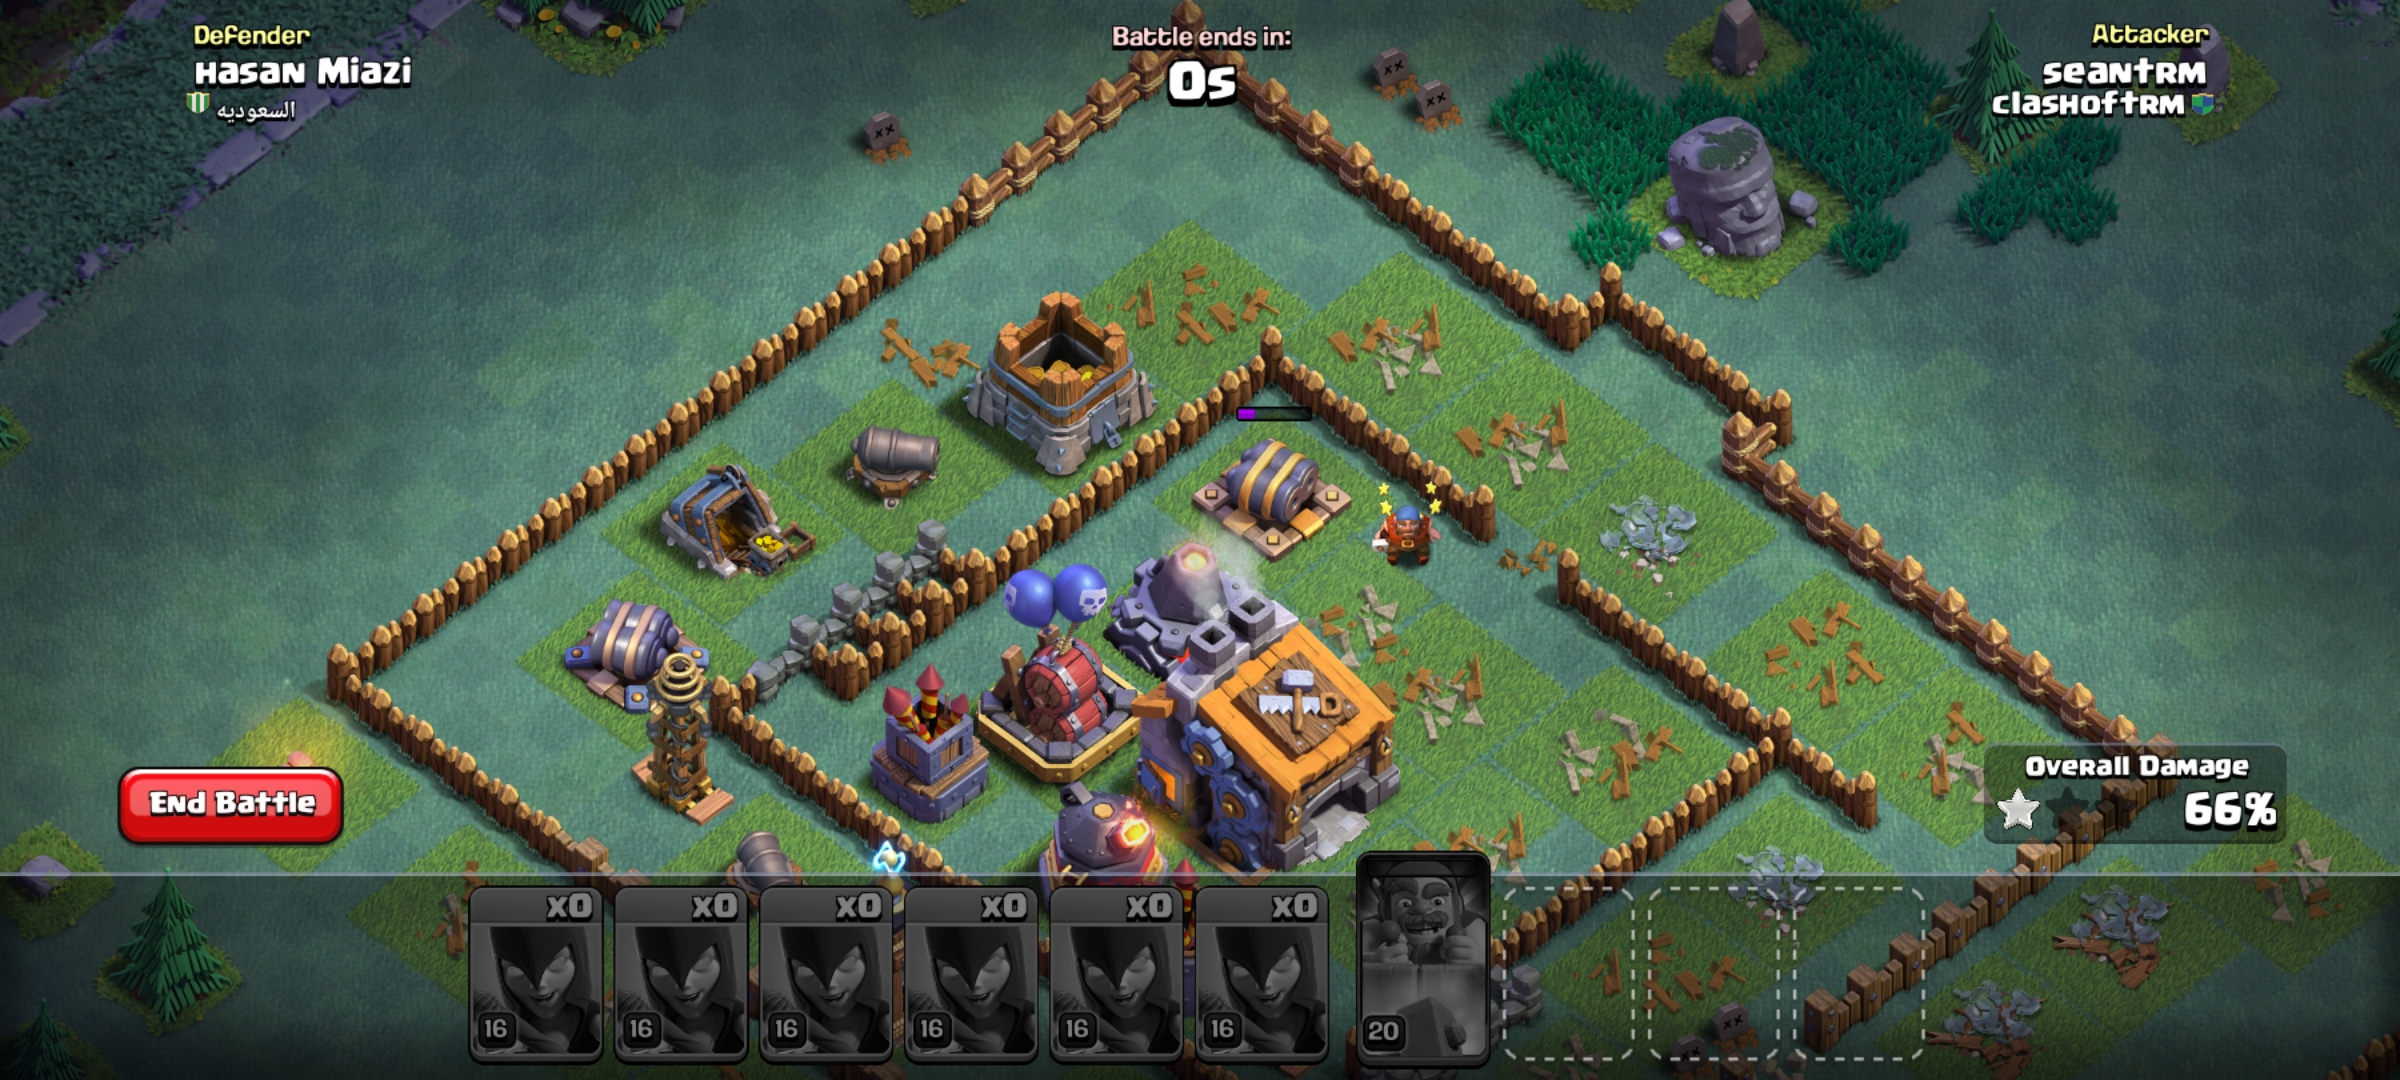 Defender
Hasan Miazi
السعوديه
Battle ends in:
0s
Attacker
seantRM
clashoftRM
End Battle
Overall Damage
66%
x0
x0
x0
x0
x0
x0
16
16
16
16
16
16
20